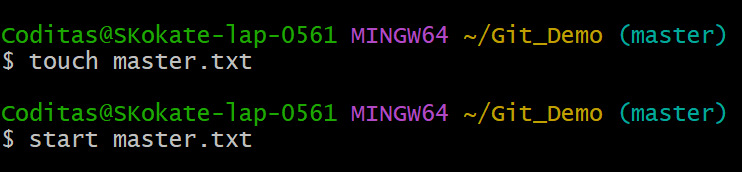 Coditas@SKokate-lap-0561 MINGW64 ~/Git_Demo (master)
$ touch master.txt
Coditas@SKokate-lap-0561 MINGW64 ~/Git_Demo (master)
$ start master.txt